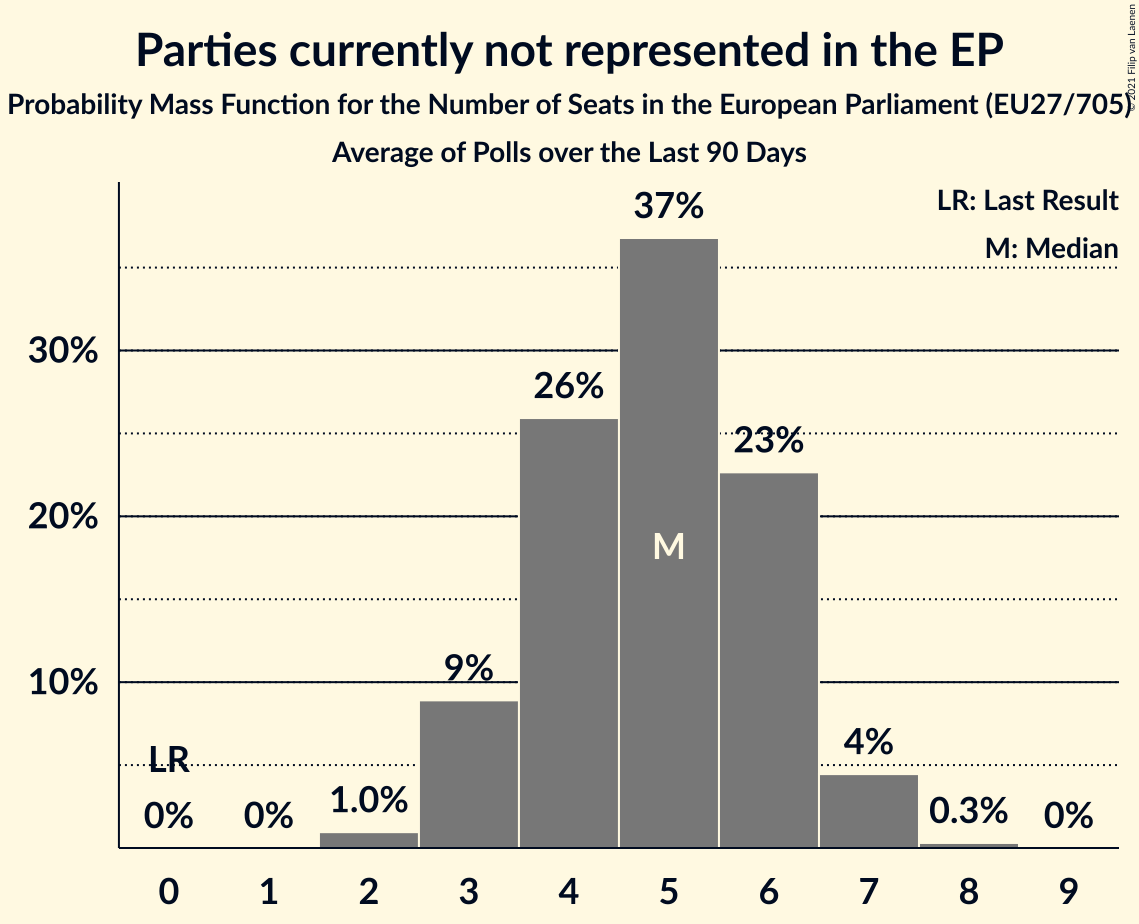 Parties currently not represented in the EP
Probability Mass Function for the Number of Seats in the European Parliament (EU27/705)
Average of Polls over the Last 90 Days
© 2021 Filip van Laenen
LR: Last Result
M: Median
37%
30%
26%
23%
20%
M
10%
9%
LR
4%
0%
0%
1.0%
0.3%
0%
0 1 2 3 4 5 6 7 8 9